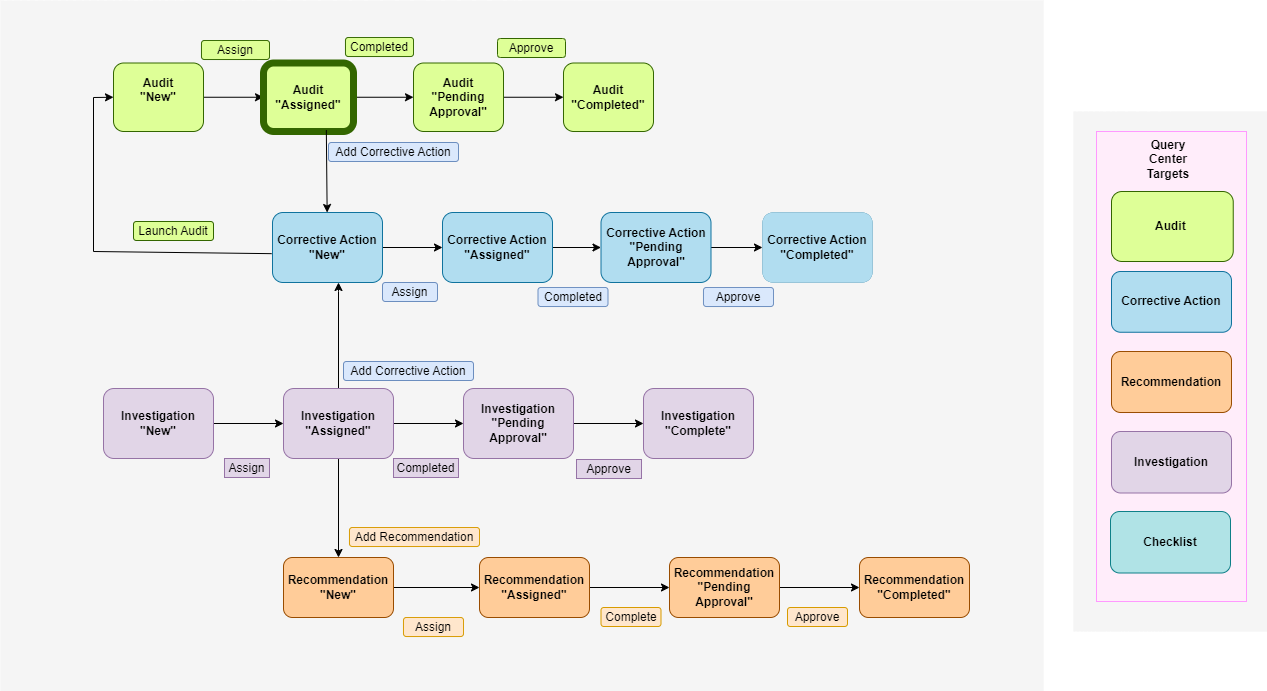 Assign
Completed
Approve
Audit
"New"
Audit
"Assigned"
Audit
"Pending
Approval"
Audit
"Completed"
Add Corrective Action
Launch Audit
Corrective Action
"New"
Corrective Action
"Assigned"
Corrective Action
"Pending
Approval"
Corrective Action
"Completed"
Assign
Completed
Approve
Add Corrective Action
Investigation
"New"
Investigation
"Assigned"
Investigation
"Pending
Approval"
Investigation
"Complete"
Assign
Completed
Approve
Add Recommendation
Recommendation
"New"
Recommendation
"Assigned"
Recommendation
"Pending
Approval"
Recommendation
"Completed"
Assign
Complete
Approve
Query
Center
Targets
Audit
Corrective Action
Recommendation
Investigation
Checklist